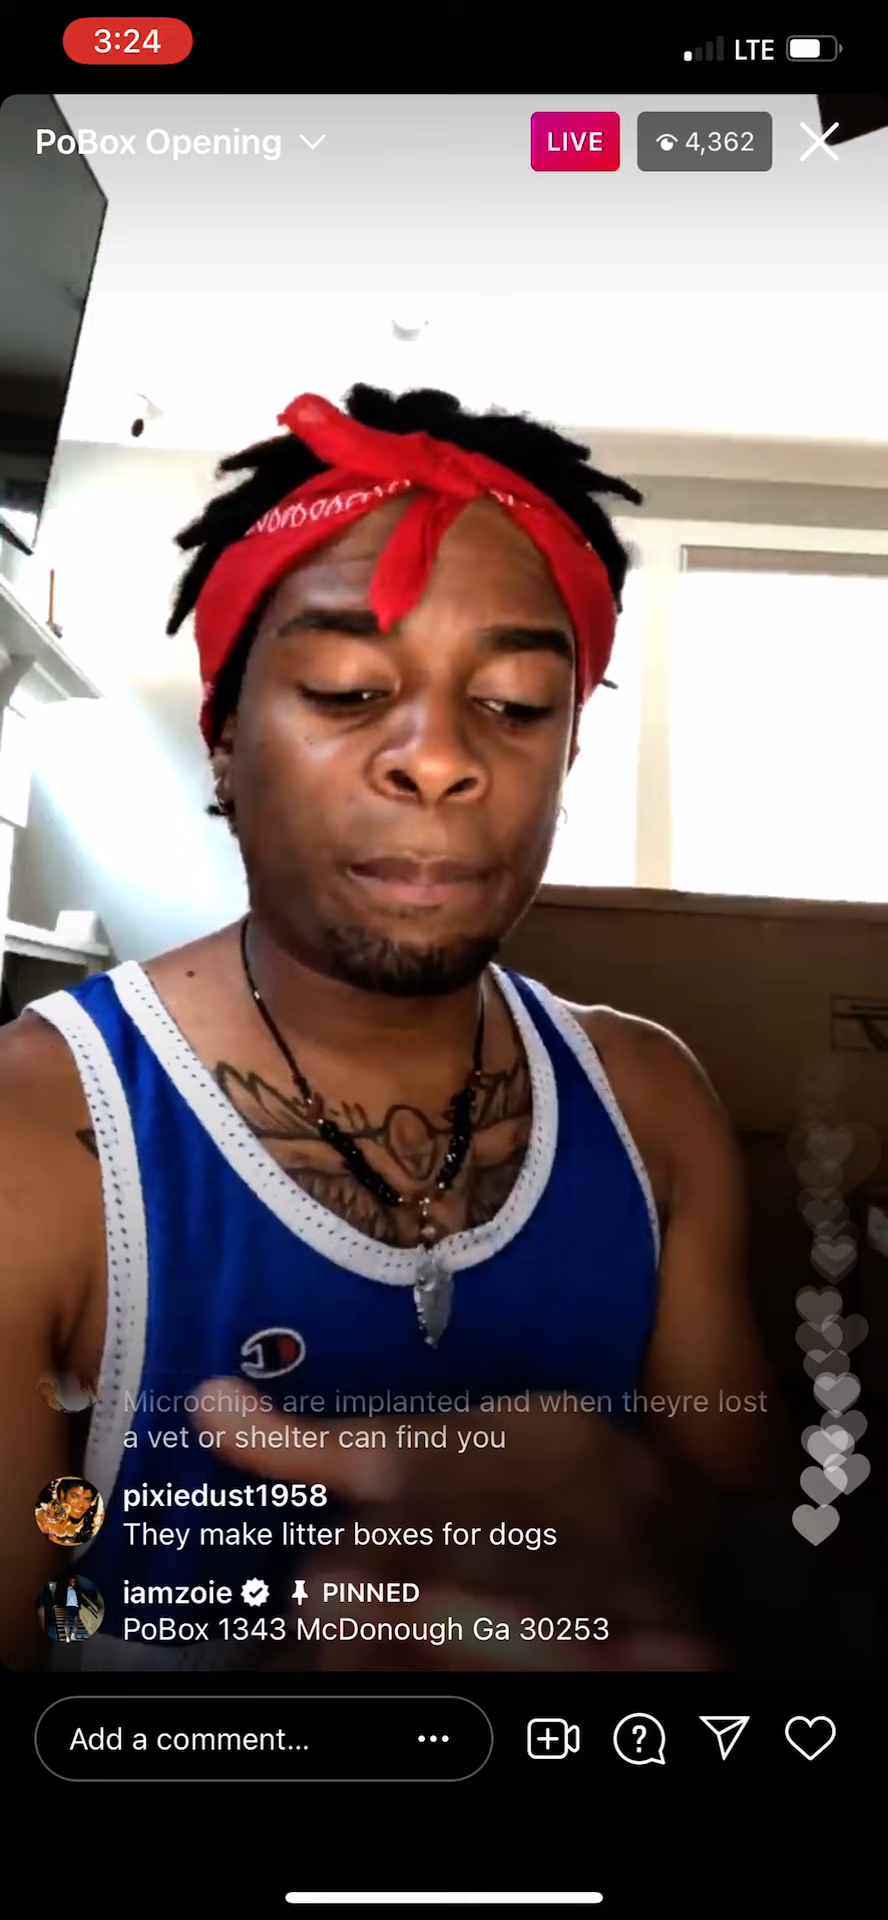 3:24
LTE
PoBox Opening
LIVE
4,362
Microchips are implanted and when theyre lost
a vet or shelter can find you
pixiedust1958
They make litter boxes for dogs
iamzoie
PINNED
PoBox 1343 McDonough Ga 30253
Add a comment...